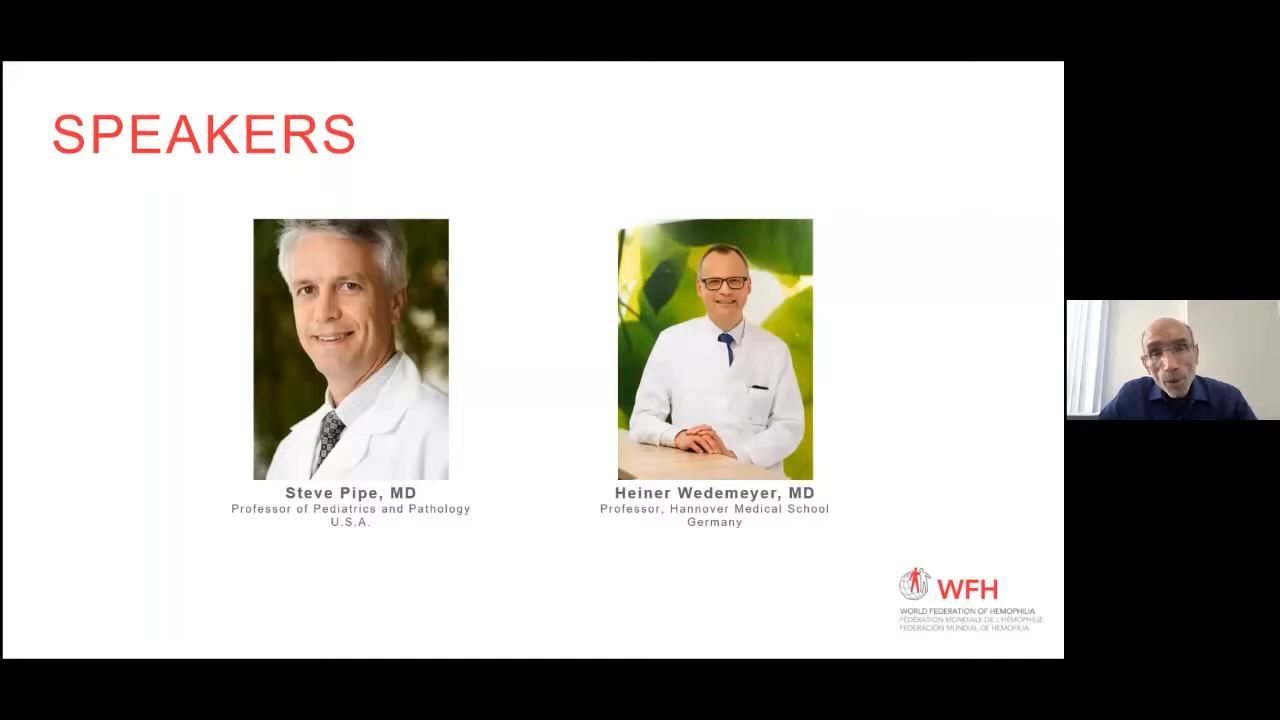 SPEAKERS
Steve Pipe, MD
Professor of Pediatrics and Pathology
U.S.A.
Heiner Wedemeyer, MD
Professor, Hannover Medical School
Germany
WFH
WORLD FEDERATION OF HEMOPHILIA
FÉDÉRATION MONDIALE DE L'HÉMOPHILIE
FEDERACIÓN MUNDIAL DE HEMOFILIA